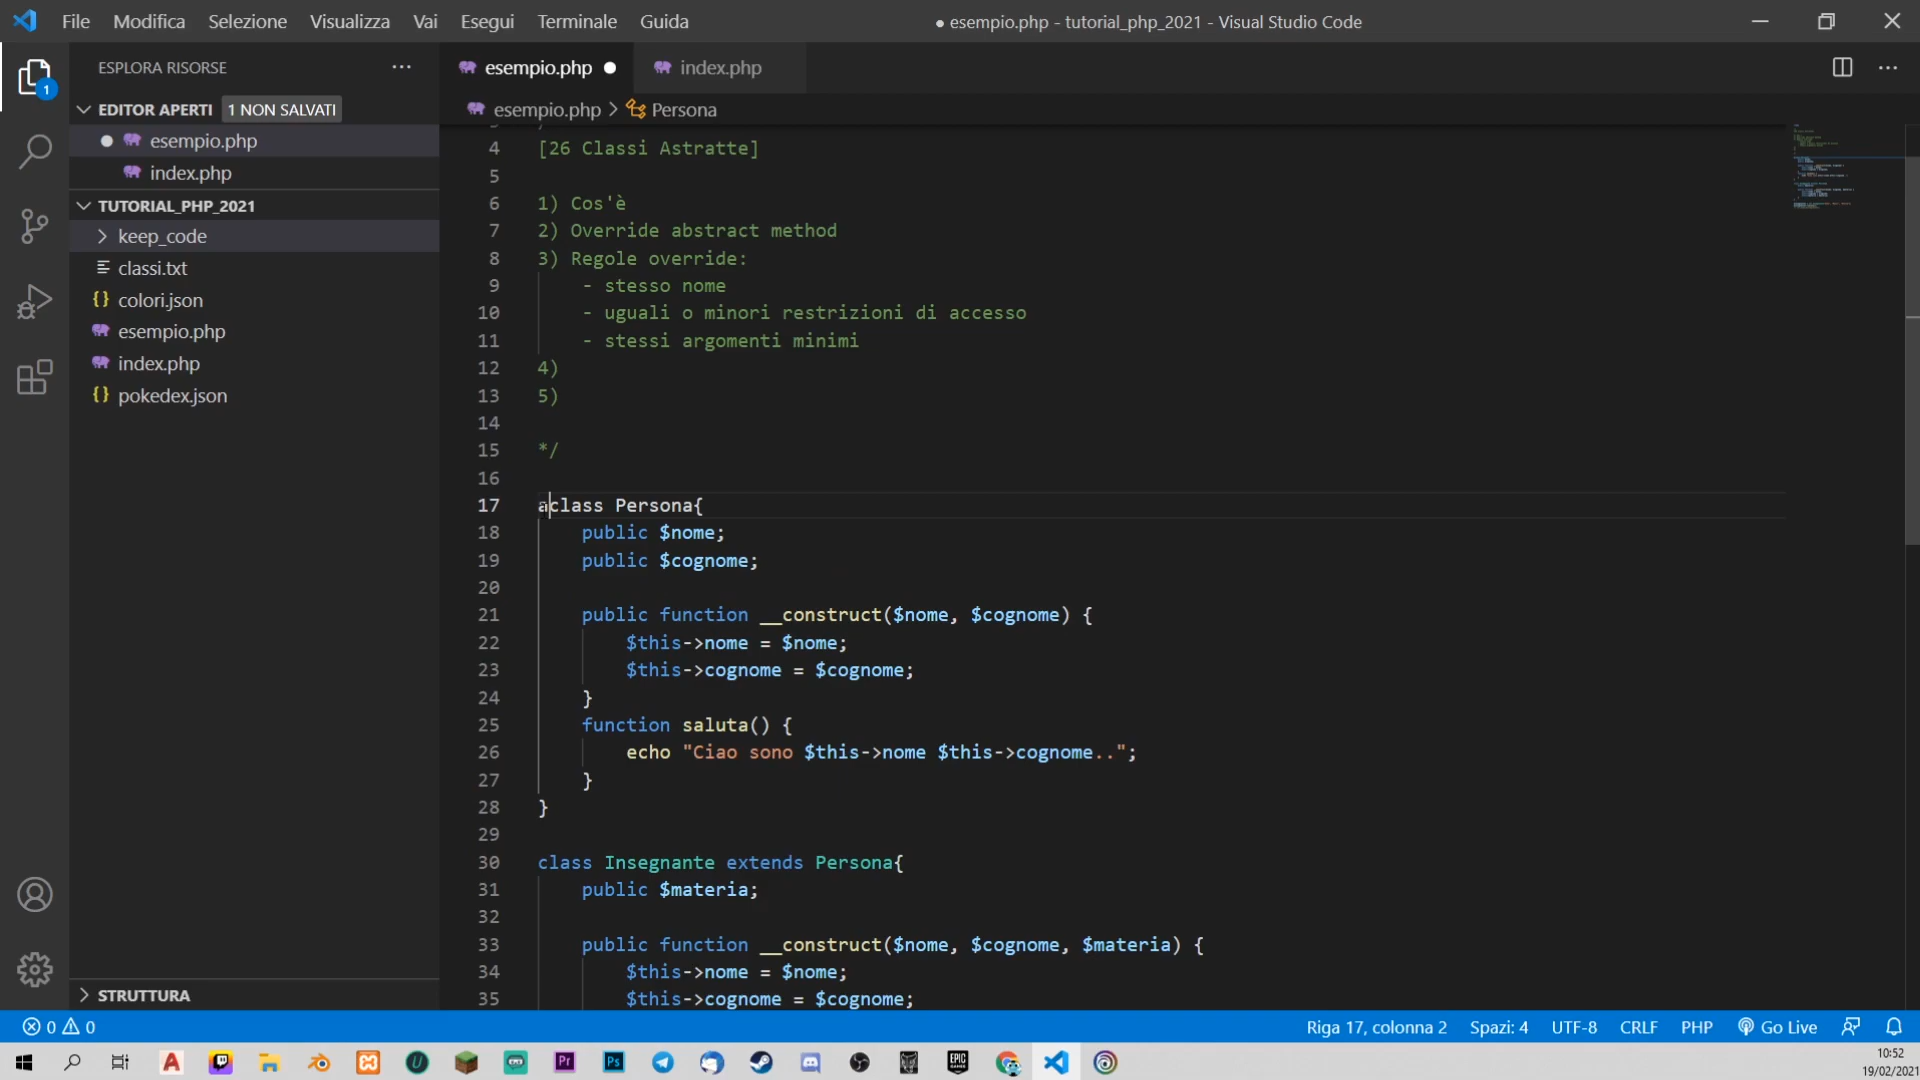 File Modifica Selezione Visualizza Vai Esegui Terminale Guida
● esempio.php - tutorial_php_2021 - Visual Studio Code
ESPLORA RISORSE
esempio.php
index.php
EDITOR APERTI 1 NON SALVATI
esempio.php
index.php
TUTORIAL_PHP_2021
keep_code
classi.txt
colori.json
esempio.php
index.php
pokedex.json
STRUTTURA
esempio.php > Persona
4 [26 Classi Astratte]
5
6 1) Cos'è
7 2) Override abstract method
8 3) Regole override:
9 - stesso nome
10 - uguali o minori restrizioni di accesso
11 - stessi argomenti minimi
12 4)
13 5)
14
15 */
16
17 aclass Persona{
18 public $nome;
19 public $cognome;
20
21 public function __construct($nome, $cognome) {
22 $this->nome = $nome;
23 $this->cognome = $cognome;
24 }
25 function saluta() {
26 echo "Ciao sono $this->nome $this->cognome..";
27 }
28 }
29
30 class Insegnante extends Persona{
31 public $materia;
32
33 public function __construct($nome, $cognome, $materia) {
34 $this->nome = $nome;
35 $this->cognome = $cognome;
0 0
Riga 17, colonna 2 Spazi: 4 UTF-8 CRLF PHP Go Live
10:52
19/02/2021